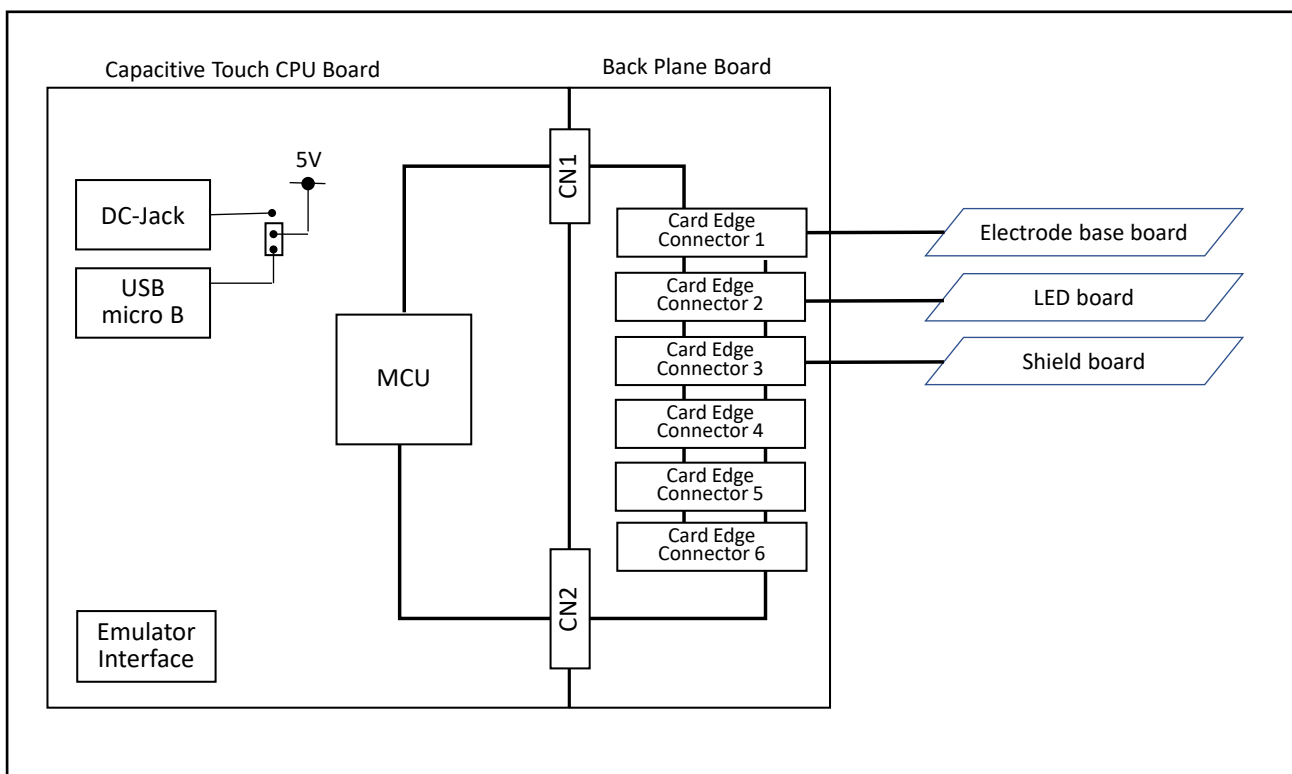 Capacitive Touch CPU Board
Back Plane Board
5V
DC-Jack
USB
micro B
MCU
Emulator
Interface
CN1
CN2
Card Edge
Connector 1
Card Edge
Connector 2
Card Edge
Connector 3
Card Edge
Connector 4
Card Edge
Connector 5
Card Edge
Connector 6
Electrode base board
LED board
Shield board